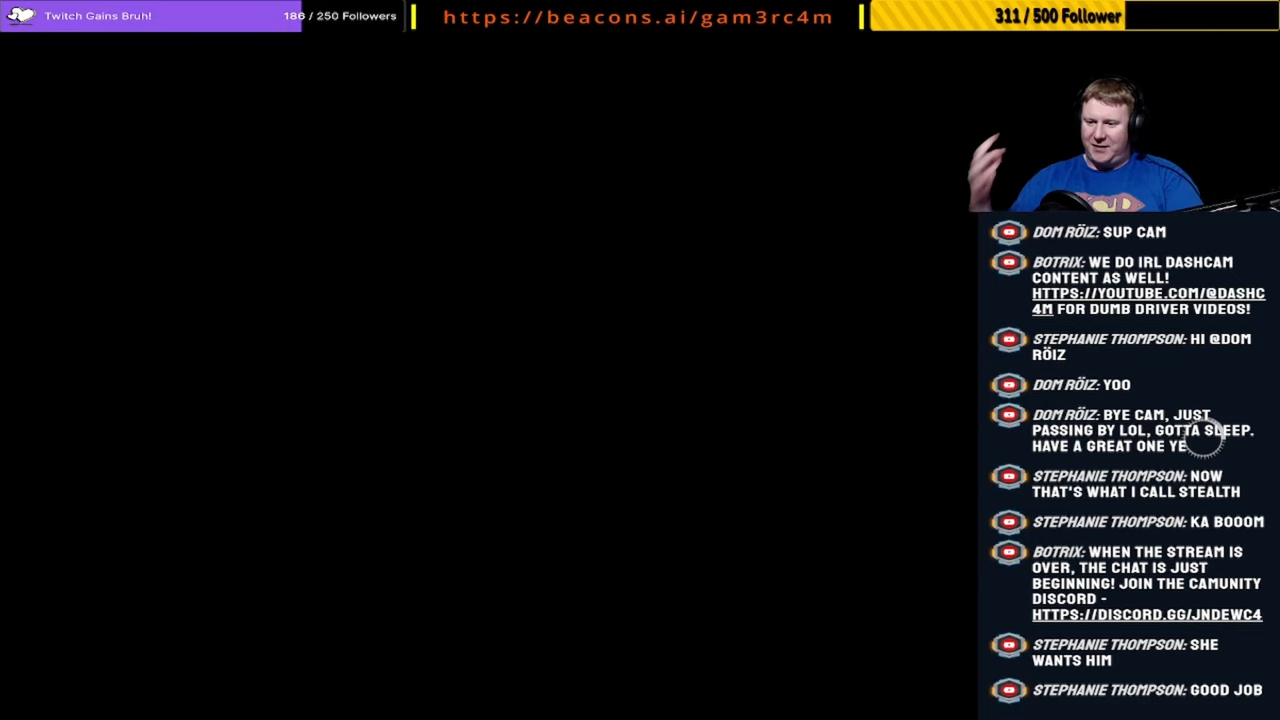 Twitch Gains Bruh!
186 / 250 Followers
https://beacons.ai/gam3rc4m
311 / 500 Follower
DOM RÖIZ: SUP CAM
BOTRIX: WE DO IRL DASHCAM
CONTENT AS WELL!
HTTPS://YOUTUBE.COM/@DASHC
4M FOR DUMB DRIVER VIDEOS!
STEPHANIE THOMPSON: HI @DOM
RÖIZ
DOM RÖIZ: YOO
DOM RÖIZ: BYE CAM, JUST
PASSING BY LOL, GOTTA SLEEP.
HAVE A GREAT ONE YE
STEPHANIE THOMPSON: NOW
THAT'S WHAT I CALL STEALTH
STEPHANIE THOMPSON: KA BOOOM
BOTRIX: WHEN THE STREAM IS
OVER, THE CHAT IS JUST
BEGINNING! JOIN THE CAMUNITY
DISCORD -
HTTPS://DISCORD.GG/JNDEWC4
STEPHANIE THOMPSON: SHE
WANTS HIM
STEPHANIE THOMPSON: GOOD JOB